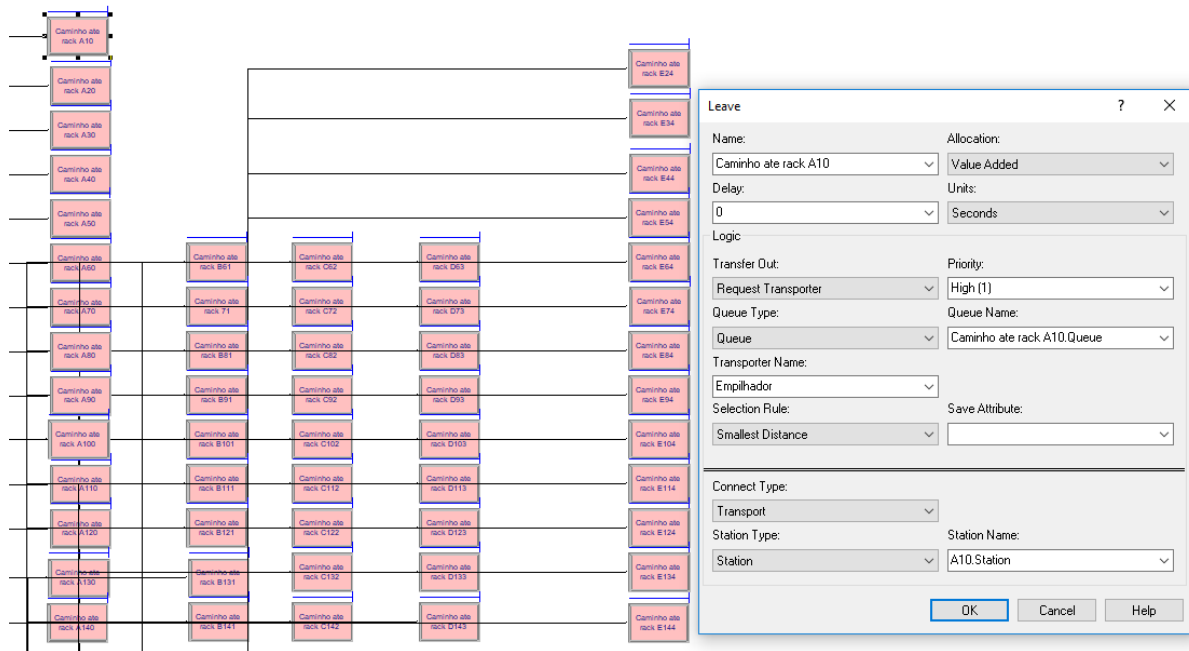 Caminho ate
rack A10
Caminho ate
rack A20
Caminho ate
rack A30
Caminho ate
rack A40
Caminho ate
rack A50
Caminho ate
rack A60
Caminho ate
rack A70
Caminho ate
rack A80
Caminho ate
rack A90
Caminho ate
rack A100
Caminho ate
rack A110
Caminho ate
rack A120
Caminho ate
rack A130
Caminho ate
rack A140
Caminho ate
rack B61
Caminho ate
rack 71
Caminho ate
rack B81
Caminho ate
rack B91
Caminho ate
rack B101
Caminho ate
rack B111
Caminho ate
rack B121
Caminho ate
rack B131
Caminho ate
rack B141
Caminho ate
rack C62
Caminho ate
rack C72
Caminho ate
rack C82
Caminho ate
rack C92
Caminho ate
rack C102
Caminho ate
rack C112
Caminho ate
rack C122
Caminho ate
rack C132
Caminho ate
rack C142
Caminho ate
rack D63
Caminho ate
rack D73
Caminho ate
rack D83
Caminho ate
rack D93
Caminho ate
rack D103
Caminho ate
rack D113
Caminho ate
rack D123
Caminho ate
rack D133
Caminho ate
rack D143
Caminho ate
rack E24
Caminho ate
rack E34
Caminho ate
rack E44
Caminho ate
rack E54
Caminho ate
rack E64
Caminho ate
rack E74
Caminho ate
rack E84
Caminho ate
rack E94
Caminho ate
rack E104
Caminho ate
rack E114
Caminho ate
rack E124
Caminho ate
rack E134
Caminho ate
rack E144
Leave ? ×
Name: Allocation:
Caminho ate rack A10 Value Added
Delay: Units:
0 Seconds
Logic
Transfer Out: Priority:
Request Transporter High (1)
Queue Type: Queue Name:
Queue Caminho ate rack A10.Queue
Transporter Name:
Empilhador
Selection Rule: Save Attribute:
Smallest Distance
Connect Type:
Transport
Station Type: Station Name:
Station A10.Station
OK Cancel Help